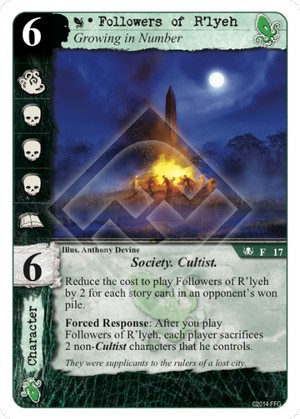 6
• Followers of R'lyeh
Growing in Number
Illus. Anthony Devine
F 17
6
Society. Cultist.
Reduce the cost to play Followers of R'lyeh
by 2 for each story card in an opponent's won
pile.
Forced Response: After you play
Followers of R'lyeh, each player sacrifices
2 non-Cultist characters that he controls.
They were supplicants to the rulers of a lost city.
Character
©2014 FFG